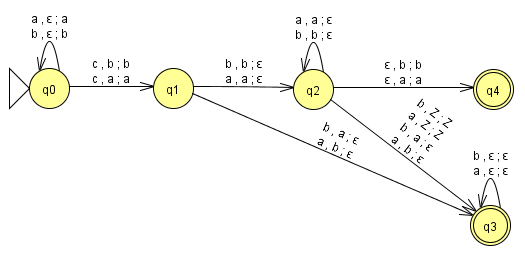 a , ε ; a
b , ε ; b
q0
c , b ; b
c , a ; a
q1
b , b ; ε
a , a ; ε
a , a ; ε
b , b ; ε
q2
ε , b ; b
ε , a ; a
q4
b , Z ; Z
a , Z ; Z
b , a ; ε
a , b ; ε
b , a ; ε
a , b ; ε
b , ε ; ε
a , ε ; ε
q3